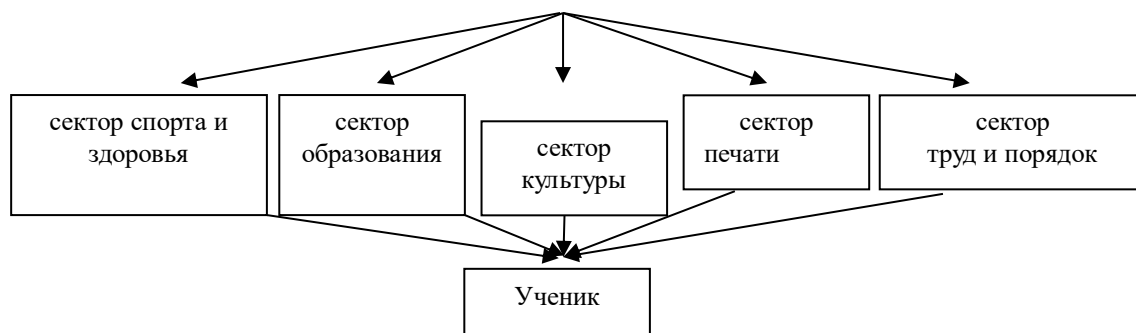 сектор спорта и
здоровья
сектор
образования
сектор
культуры
сектор
печати
сектор
труд и порядок
Ученик